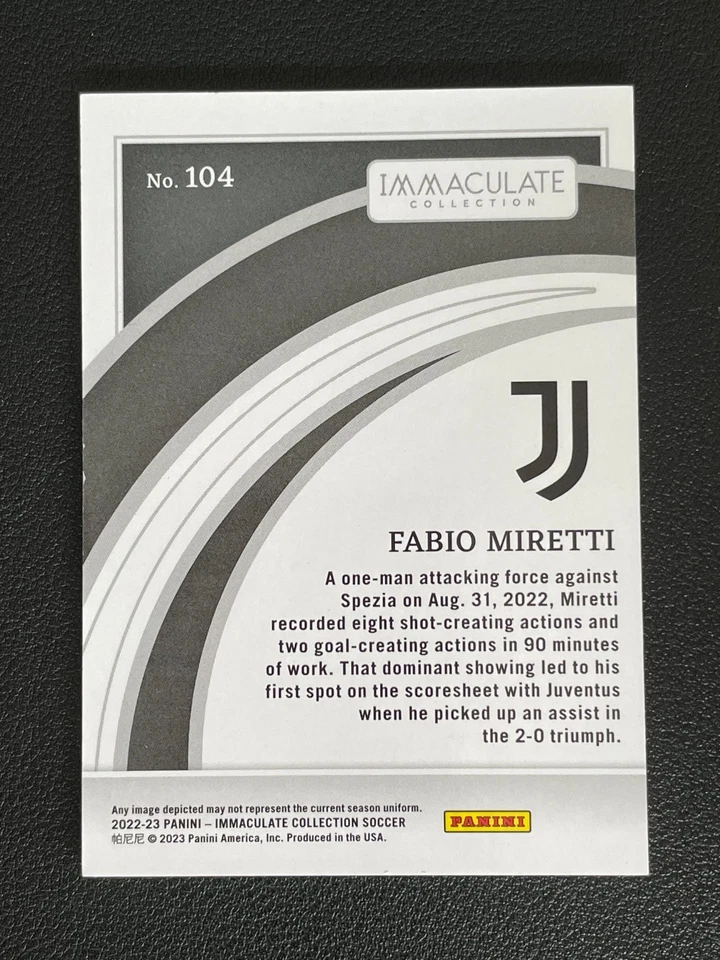 No. 104
IMMACULATE
COLLECTION
FABIO MIRETTI
A one-man attacking force against
Spezia on Aug. 31, 2022, Miretti
recorded eight shot-creating actions and
two goal-creating actions in 90 minutes
of work. That dominant showing led to his
first spot on the scoresheet with Juventus
when he picked up an assist in
the 2-0 triumph.
Any image depicted may not represent the current season uniform.
2022-23 PANINI – IMMACULATE COLLECTION SOCCER
帕尼尼 © 2023 Panini America, Inc. Produced in the USA.
PANINI